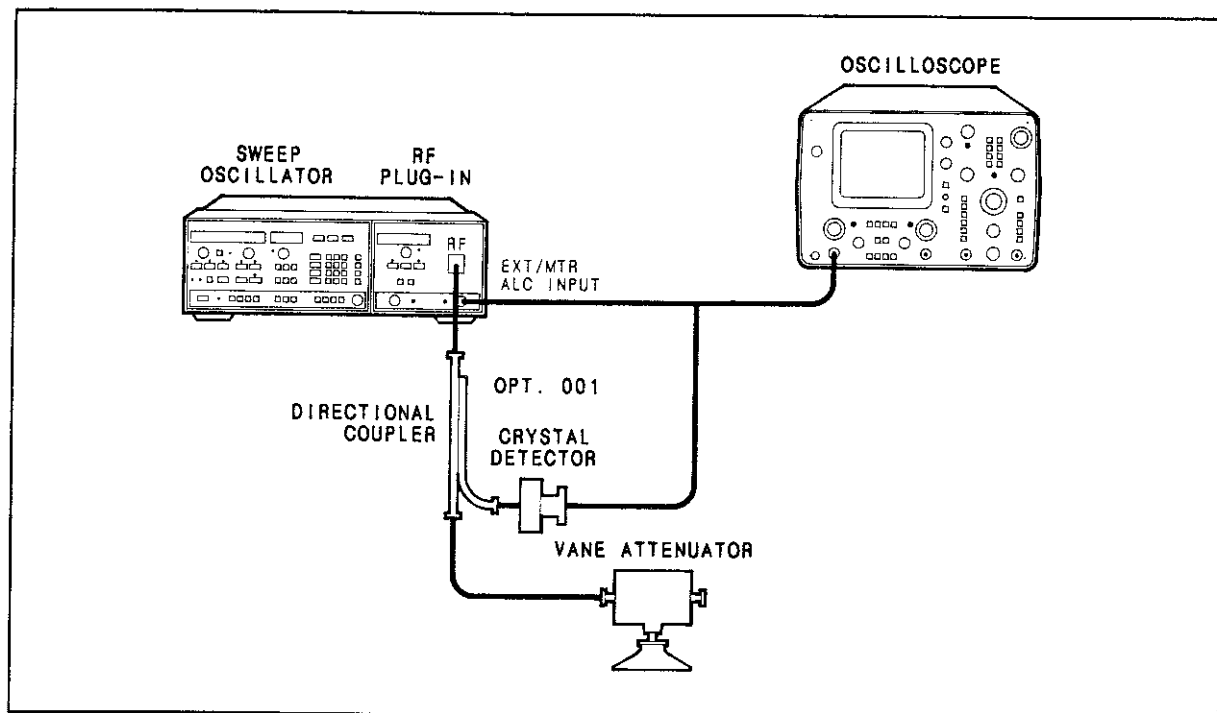 OSCILLOSCOPE
SWEEP
OSCILLATOR
RF
PLUG-IN
RF
EXT/MTR
ALC INPUT
OPT. 001
DIRECTIONAL
COUPLER
CRYSTAL
DETECTOR
VANE ATTENUATOR